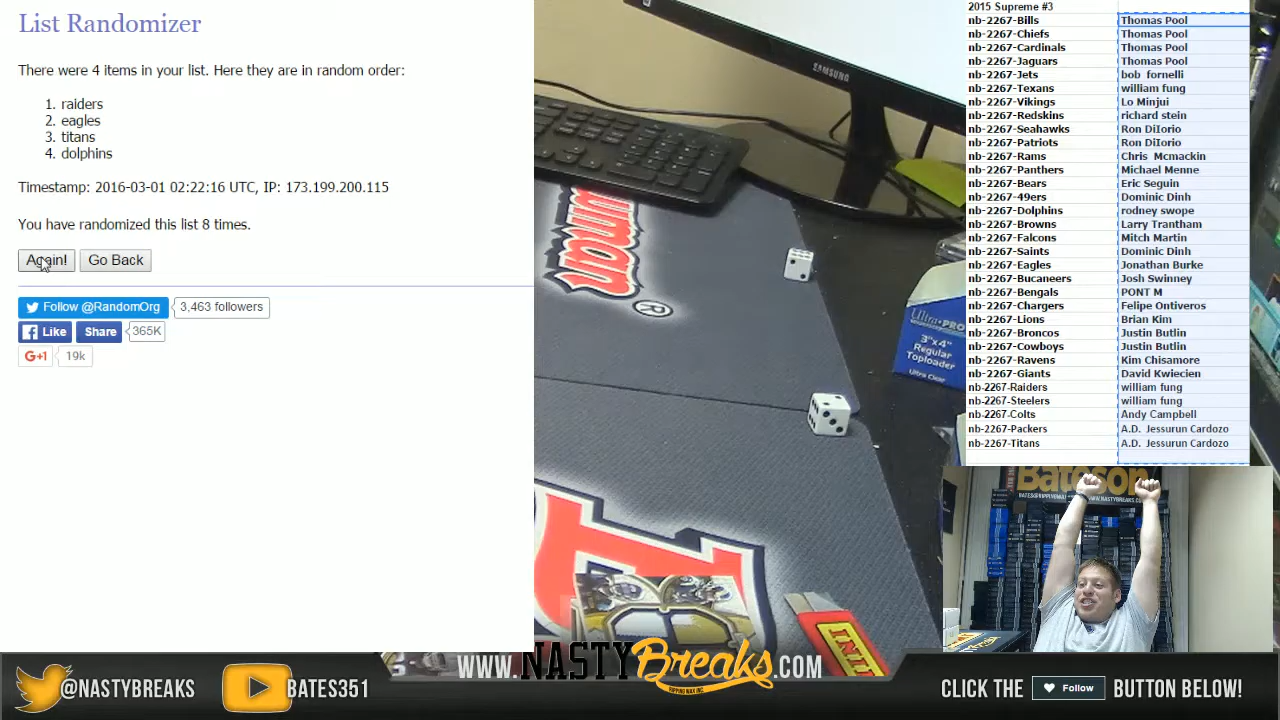 List Randomizer
There were 4 items in your list. Here they are in random order:
1. raiders
2. eagles
3. titans
4. dolphins
Timestamp: 2016-03-01 02:22:16 UTC, IP: 173.199.200.115
You have randomized this list 8 times.
Again! Go Back
Follow @RandomOrg 3,463 followers
Like Share 365K
G+1 19k
SAMSUNG
®
Ultra·PRO
3"x4"
Regular
Toploader
Ultra Clear
2015 Supreme #3
nb-2267-Bills Thomas Pool
nb-2267-Chiefs Thomas Pool
nb-2267-Cardinals Thomas Pool
nb-2267-Jaguars Thomas Pool
nb-2267-Jets bob fornelli
nb-2267-Texans william fung
nb-2267-Vikings Lo Minjui
nb-2267-Redskins richard stein
nb-2267-Seahawks Ron DiIorio
nb-2267-Patriots Ron DiIorio
nb-2267-Rams Chris Mcmackin
nb-2267-Panthers Michael Menne
nb-2267-Bears Eric Seguin
nb-2267-49ers Dominic Dinh
nb-2267-Dolphins rodney swope
nb-2267-Browns Larry Trantham
nb-2267-Falcons Mitch Martin
nb-2267-Saints Dominic Dinh
nb-2267-Eagles Jonathan Burke
nb-2267-Bucaneers Josh Swinney
nb-2267-Bengals PONT M
nb-2267-Chargers Felipe Ontiveros
nb-2267-Lions Brian Kim
nb-2267-Broncos Justin Butlin
nb-2267-Cowboys Justin Butlin
nb-2267-Ravens Kim Chisamore
nb-2267-Giants David Kwiecien
nb-2267-Raiders william fung
nb-2267-Steelers william fung
nb-2267-Colts Andy Campbell
nb-2267-Packers A.D. Jessurun Cardozo
nb-2267-Titans A.D. Jessurun Cardozo
Bateson
@NASTYBREAKS
BATES351
WWW.NASTYBreaks.COM
RIPPING WAX INC.
CLICK THE Follow BUTTON BELOW!